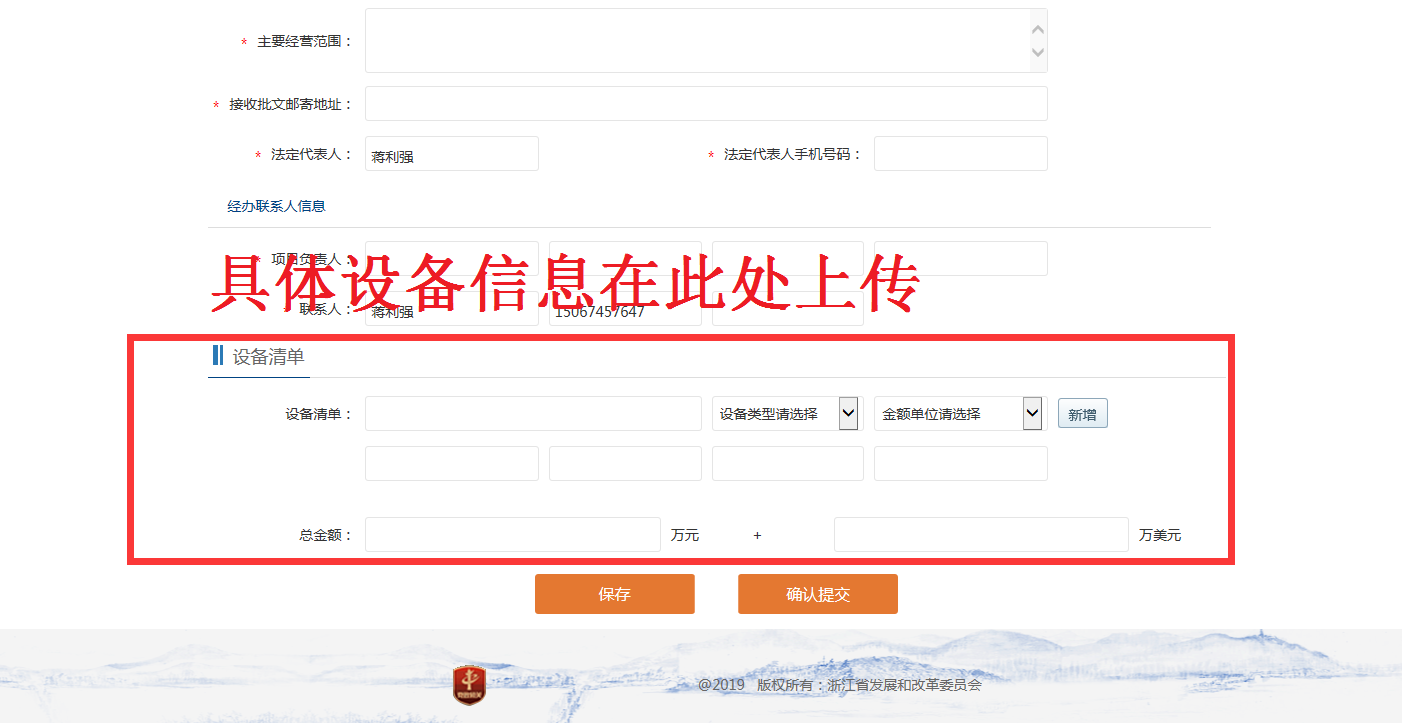 * 主要经营范围：
* 接收批文邮寄地址：
* 法定代表人： 蒋利强 * 法定代表人手机号码：
经办联系人信息
* 项目负责人：
具体设备信息在此处上传
* 联系人： 蒋利强 15067457647
设备清单
设备清单： 设备类型请选择 金额单位请选择 新增
总金额： 万元 + 万美元
保存 确认提交
@2019 版权所有：浙江省发展和改革委员会